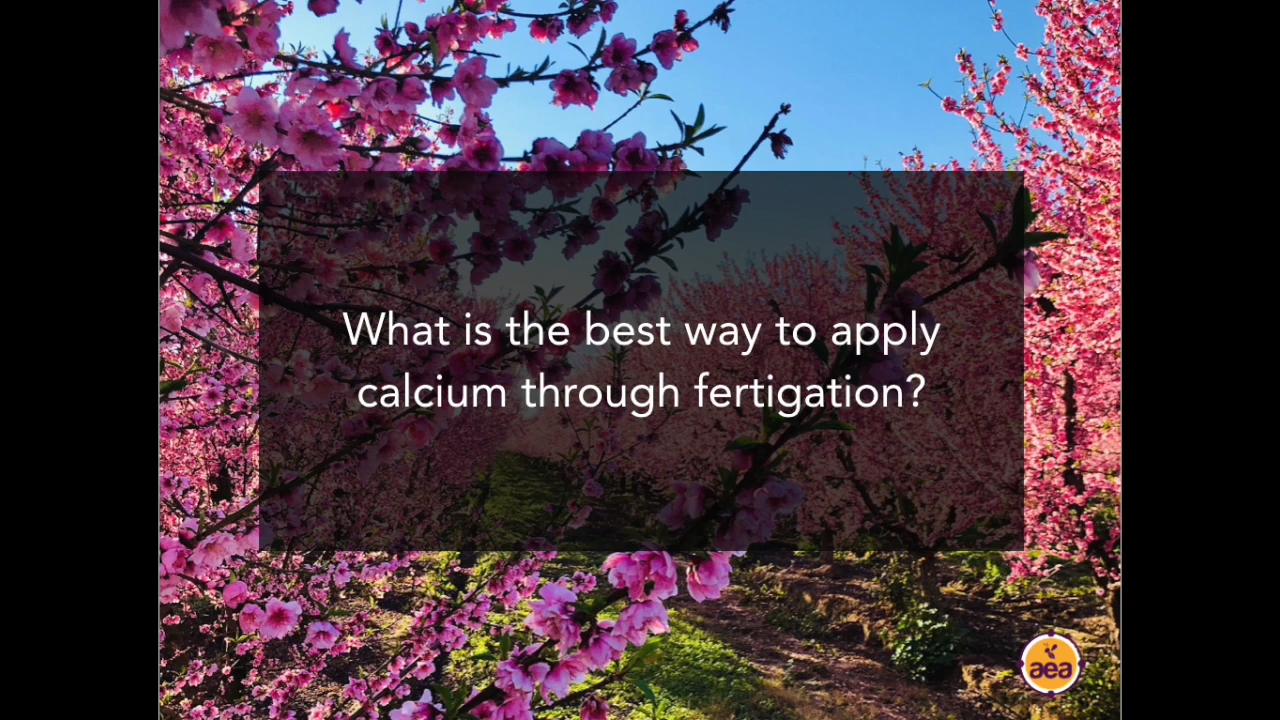 What is the best way to apply
calcium through fertigation?
aea